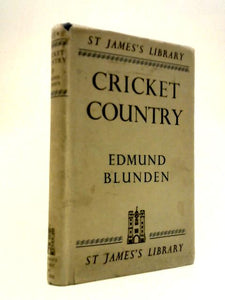 ST JAMES'S LIBRARY
CRICKET
COUNTRY
EDMUND
BLUNDEN
ST JAMES'S LIBRARY